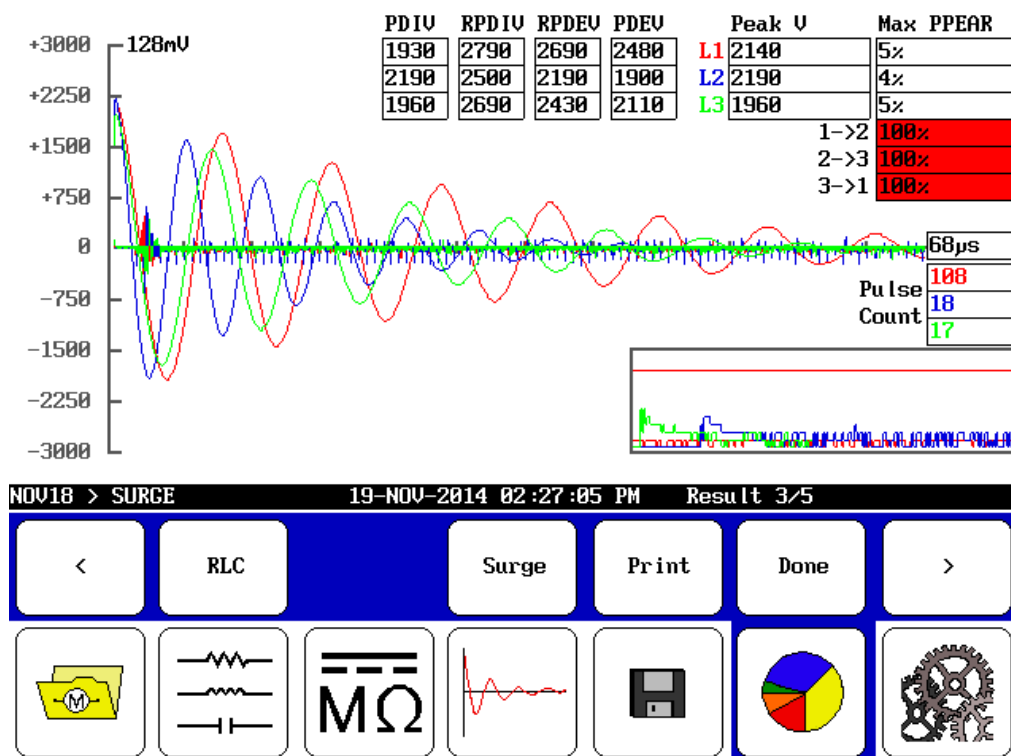 PDIV RPDIV RPDEV PDEV Peak V Max PPEAR
+3000 128mV
1930 2790 2690 2480 L1 2140 5%
2190 2500 2190 1900 L2 2190 4%
+2250
1960 2690 2430 2110 L3 1960 5%
1->2 100%
+1500
2->3 100%
3->1 100%
+750
0
68µs
108
-750
Pulse Count
18
17
-1500
-2250
-3000
NOV18 > SURGE 19-NOV-2014 02:27:05 PM Result 3/5
< RLC Surge Print Done >
M MΩ